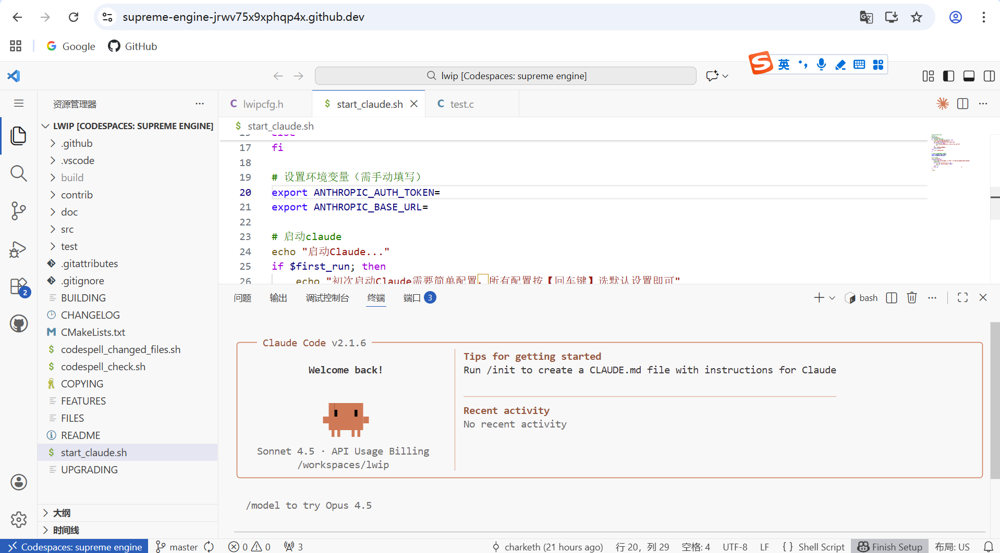 supreme-engine-jrwv75x9xphqp4x.github.dev
Google
GitHub
英
lwip [Codespaces: supreme engine]
资源管理器
LWIP [CODESPACES: SUPREME ENGINE]
.github
.vscode
build
contrib
doc
src
test
.gitattributes
.gitignore
BUILDING
CHANGELOG
CMakeLists.txt
codespell_changed_files.sh
codespell_check.sh
COPYING
FEATURES
FILES
README
start_claude.sh
UPGRADING
大纲
时间线
2
C lwipcfg.h
$ start_claude.sh
C test.c
$ start_claude.sh
17 fi
18
19 # 设置环境变量（需手动填写）
20 export ANTHROPIC_AUTH_TOKEN=
21 export ANTHROPIC_BASE_URL=
22
23 # 启动claude
24 echo "启动Claude..."
25 if $first_run; then
26 echo "初次启动Claude需要简单配置，所有配置按【回车键】选默认设置即可"
问题
输出
调试控制台
终端
端口 3
bash
Claude Code v2.1.6
Welcome back!
Sonnet 4.5 · API Usage Billing
/workspaces/lwip
Tips for getting started
Run /init to create a CLAUDE.md file with instructions for Claude
Recent activity
No recent activity
/model to try Opus 4.5
Codespaces: supreme engine
master
0
0
3
charketh (21 hours ago)
行 20，列 29
空格: 4
UTF-8
LF
{ } Shell Script
Finish Setup
布局: US